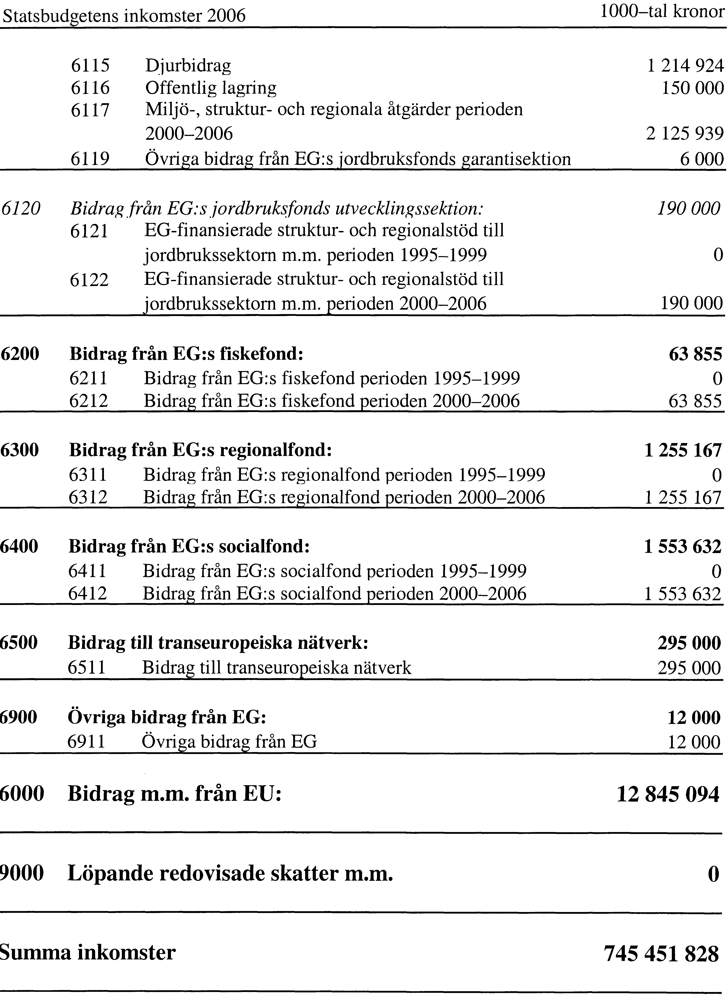 Statsbudgetens inkomster 2006 1000–tal kronor
6115 Djurbidrag 1 214 924
6116 Offentlig lagring 150 000
6117 Miljö-, struktur- och regionala åtgärder perioden
2000–2006 2 125 939
6119 Övriga bidrag från EG:s jordbruksfonds garantisektion 6 000
6120 Bidrag från EG:s jordbruksfonds utvecklingssektion: 190 000
6121 EG-finansierade struktur- och regionalstöd till
jordbrukssektorn m.m. perioden 1995–1999 0
6122 EG-finansierade struktur- och regionalstöd till
jordbrukssektorn m.m. perioden 2000–2006 190 000
6200 Bidrag från EG:s fiskefond: 63 855
6211 Bidrag från EG:s fiskefond perioden 1995–1999 0
6212 Bidrag från EG:s fiskefond perioden 2000–2006 63 855
6300 Bidrag från EG:s regionalfond: 1 255 167
6311 Bidrag från EG:s regionalfond perioden 1995–1999 0
6312 Bidrag från EG:s regionalfond perioden 2000–2006 1 255 167
6400 Bidrag från EG:s socialfond: 1 553 632
6411 Bidrag från EG:s socialfond perioden 1995–1999 0
6412 Bidrag från EG:s socialfond perioden 2000–2006 1 553 632
6500 Bidrag till transeuropeiska nätverk: 295 000
6511 Bidrag till transeuropeiska nätverk 295 000
6900 Övriga bidrag från EG: 12 000
6911 Övriga bidrag från EG 12 000
6000 Bidrag m.m. från EU: 12 845 094
9000 Löpande redovisade skatter m.m. 0
Summa inkomster 745 451 828